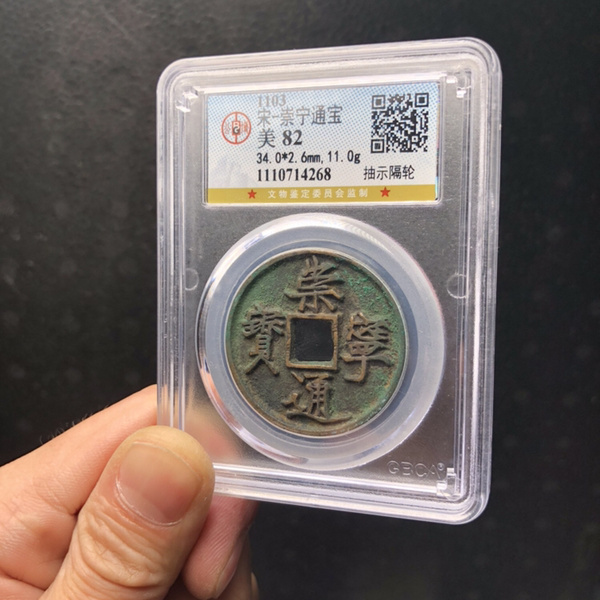 1103
宋-崇宁通宝
美 82
34.0*2.6mm,11.0g
1110714268
抽示隔轮
★ 文物鉴定委员会监制 ★
崇
寳 寧
通
GBCA